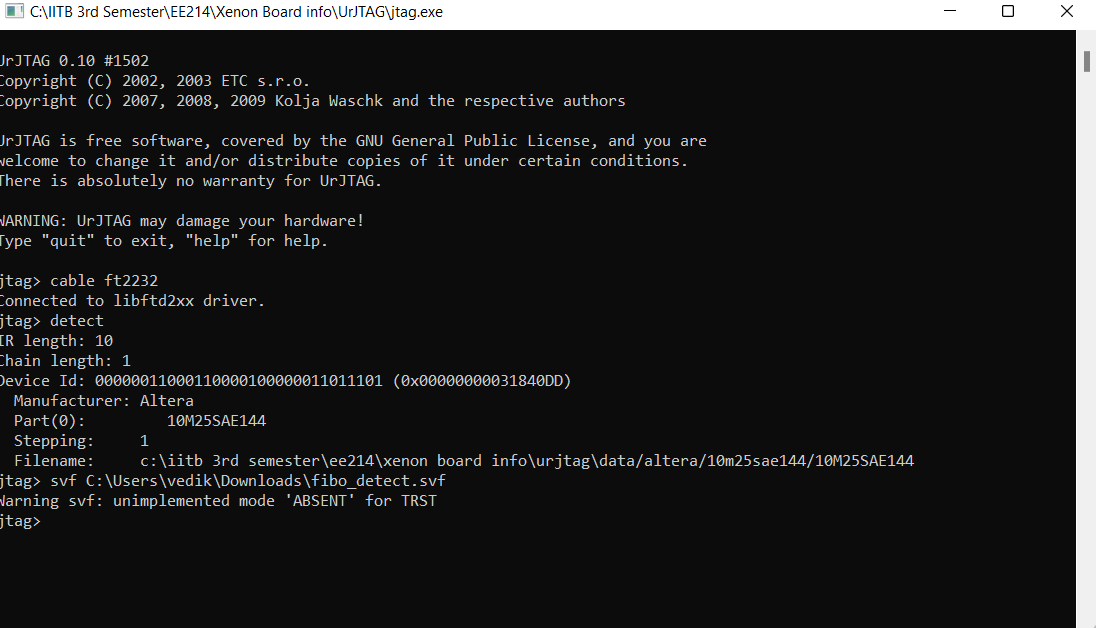 C:\IITB 3rd Semester\EE214\Xenon Board info\UrJTAG\jtag.exe
UrJTAG 0.10 #1502
Copyright (C) 2002, 2003 ETC s.r.o.
Copyright (C) 2007, 2008, 2009 Kolja Waschk and the respective authors
UrJTAG is free software, covered by the GNU General Public License, and you are
welcome to change it and/or distribute copies of it under certain conditions.
There is absolutely no warranty for UrJTAG.
WARNING: UrJTAG may damage your hardware!
Type "quit" to exit, "help" for help.
jtag> cable ft2232
Connected to libftd2xx driver.
jtag> detect
IR length: 10
Chain length: 1
Device Id: 00000011000110000100000011011101 (0x00000000031840DD)
Manufacturer: Altera
Part(0): 10M25SAE144
Stepping: 1
Filename: c:\iitb 3rd semester\ee214\xenon board info\urjtag\data/altera/10m25sae144/10M25SAE144
jtag> svf C:\Users\vedik\Downloads\fibo_detect.svf
Warning svf: unimplemented mode 'ABSENT' for TRST
jtag>